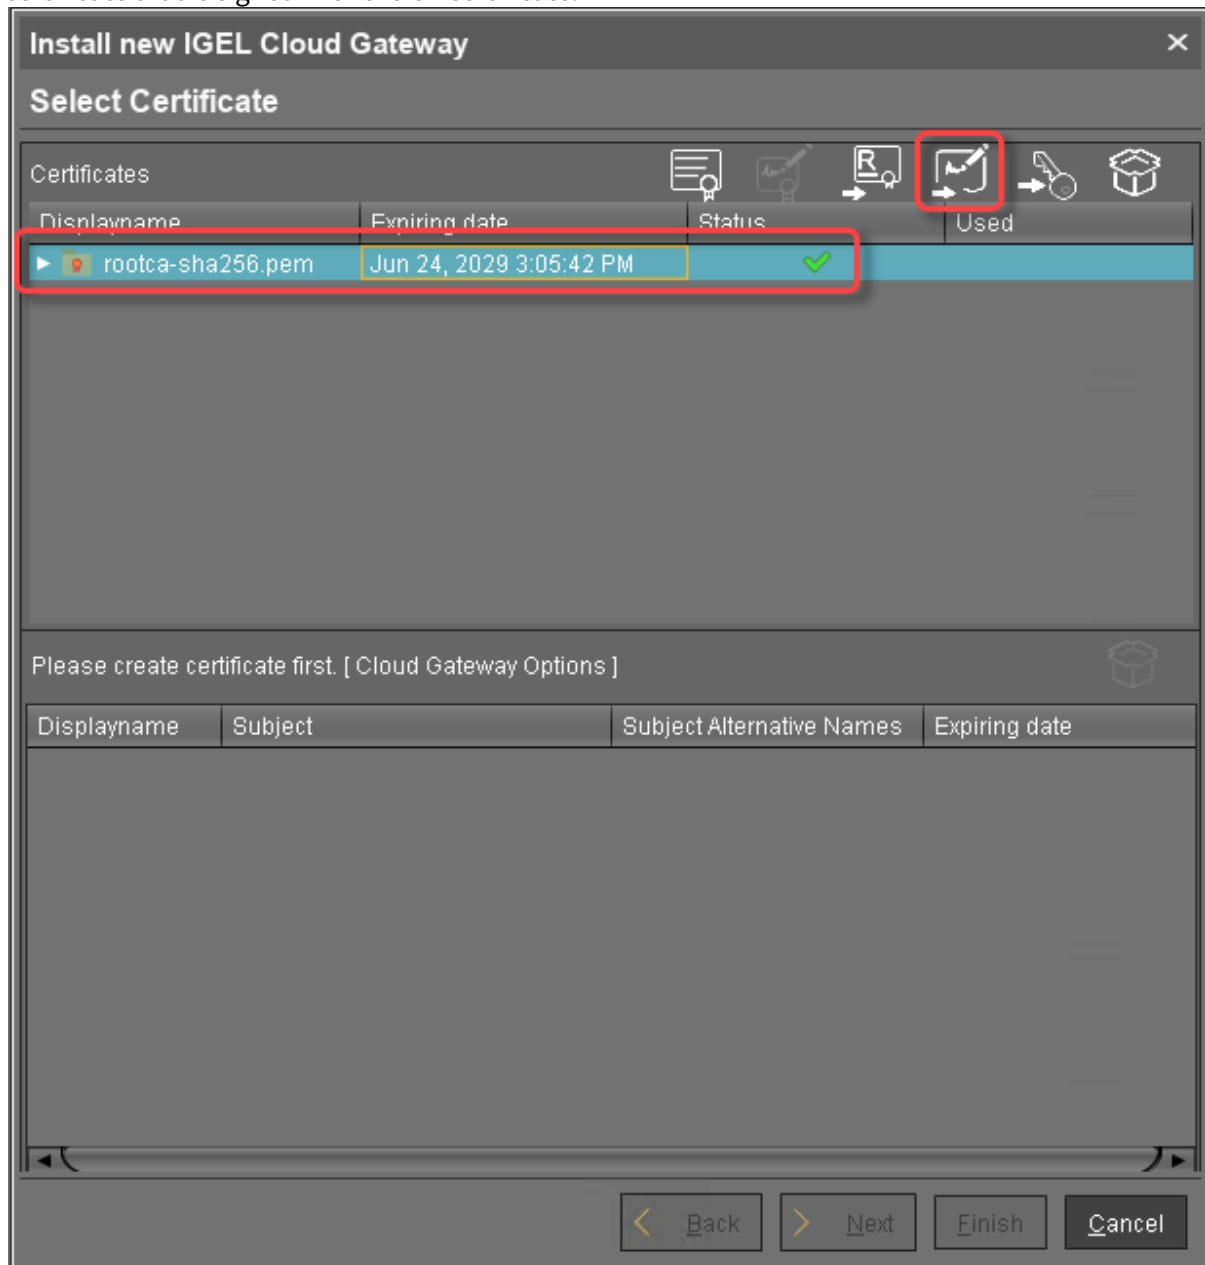 Install new IGEL Cloud Gateway
Select Certificate
Certificates
R
Displayname Expiring date Status Used
rootca-sha256.pem Jun 24, 2029 3:05:42 PM
Please create certificate first. [ Cloud Gateway Options ]
Displayname Subject Subject Alternative Names Expiring date
Back Next Finish Cancel